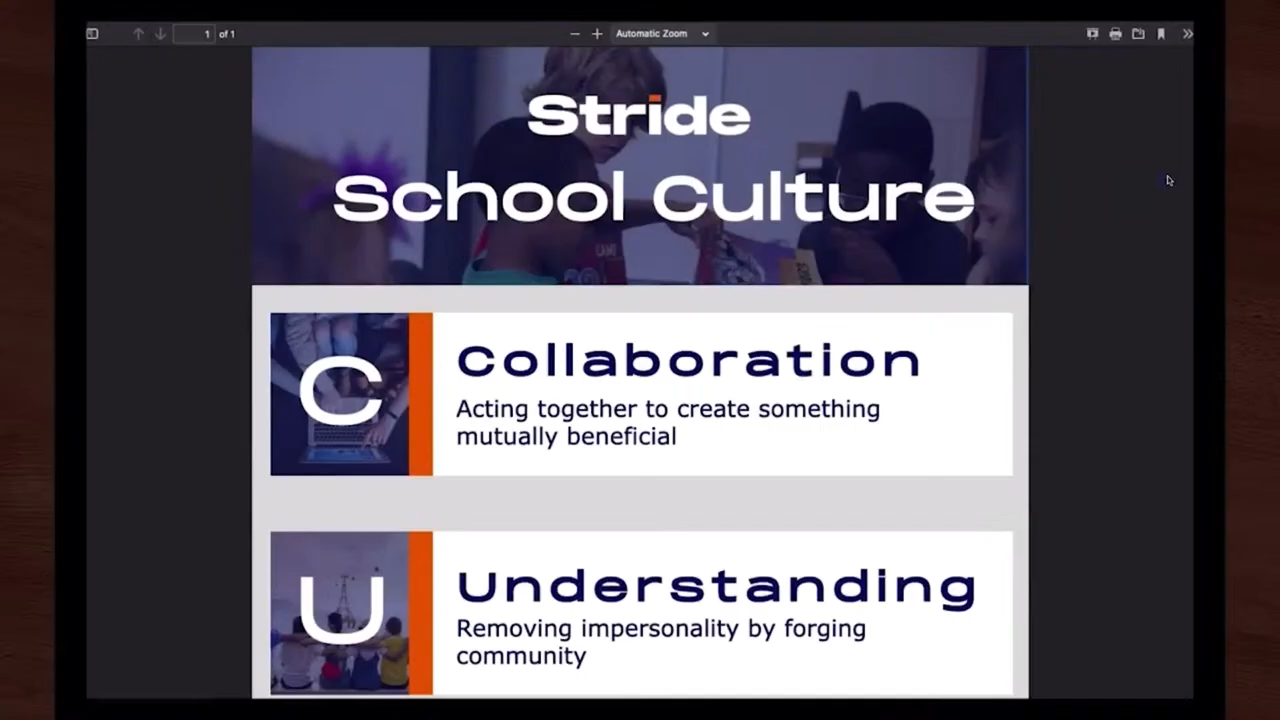 1 of 1
Automatic Zoom
Stride
School Culture
C
Collaboration
Acting together to create something
mutually beneficial
U
Understanding
Removing impersonality by forging
community